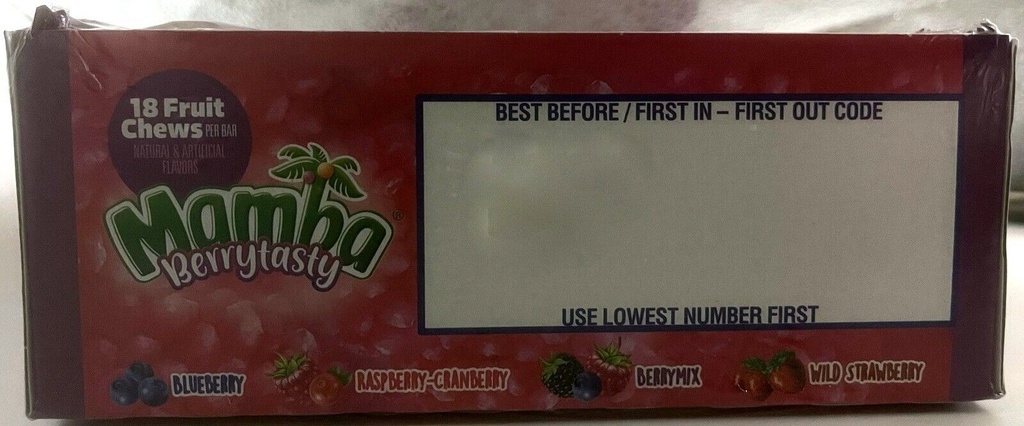 18 Fruit
Chews PER BAR
NATURAL & ARTIFICIAL
FLAVORS
Mamba®
Berrytasty
BEST BEFORE / FIRST IN – FIRST OUT CODE
USE LOWEST NUMBER FIRST
BLUEBERRY
RASPBERRY-CRANBERRY
BERRYMIX
WILD STRAWBERRY